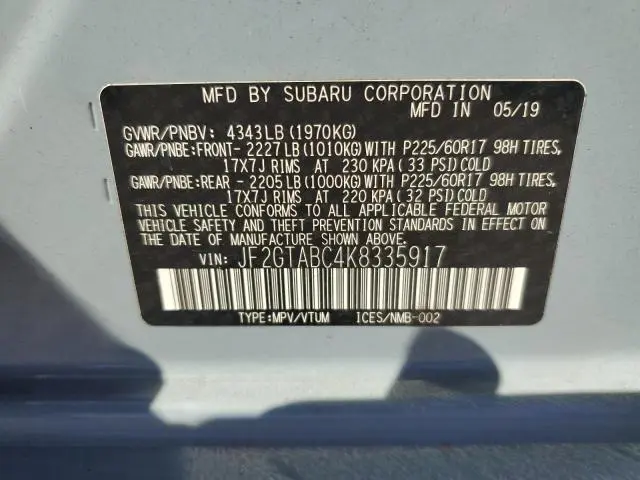 MFD BY SUBARU CORPORATION
MFD IN 05/19
GVWR/PNBV: 4343LB(1970KG)
GAWR/PNBE:FRONT-2227LB(1010KG)WITH P225/60R17 98H TIRES,
17X7J RIMS AT 230 KPA(33 PSI)COLD
GAWR/PNBE:REAR -2205LB(1000KG)WITH P225/60R17 98H TIRES,
17X7J RIMS AT 220 KPA(32 PSI)COLD
THIS VEHICLE CONFORMS TO ALL APPLICABLE FEDERAL MOTOR
VEHICLE SAFETY AND THEFT PREVENTION STANDARDS IN EFFECT ON
THE DATE OF MANUFACTURE SHOWN ABOVE.
VIN: JF2GTABC4K8335917
TYPE:MPV/VTUM ICES/NMB-002